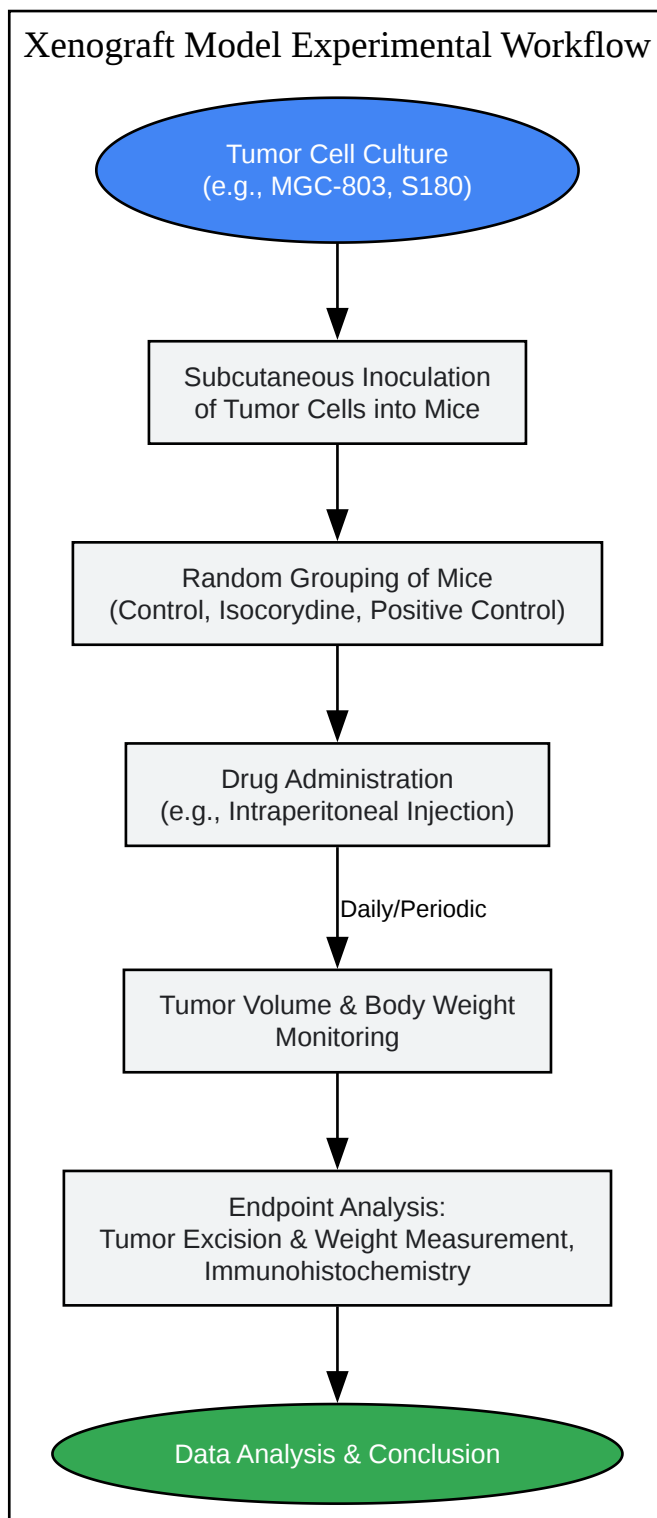 Xenograft Model Experimental Workflow
Tumor Cell Culture
(e.g., MGC-803, S180)
Subcutaneous Inoculation
of Tumor Cells into Mice
Random Grouping of Mice
(Control, Isocorydine, Positive Control)
Drug Administration
(e.g., Intraperitoneal Injection)
Daily/Periodic
Tumor Volume & Body Weight
Monitoring
Endpoint Analysis:
Tumor Excision & Weight Measurement,
Immunohistochemistry
Data Analysis & Conclusion